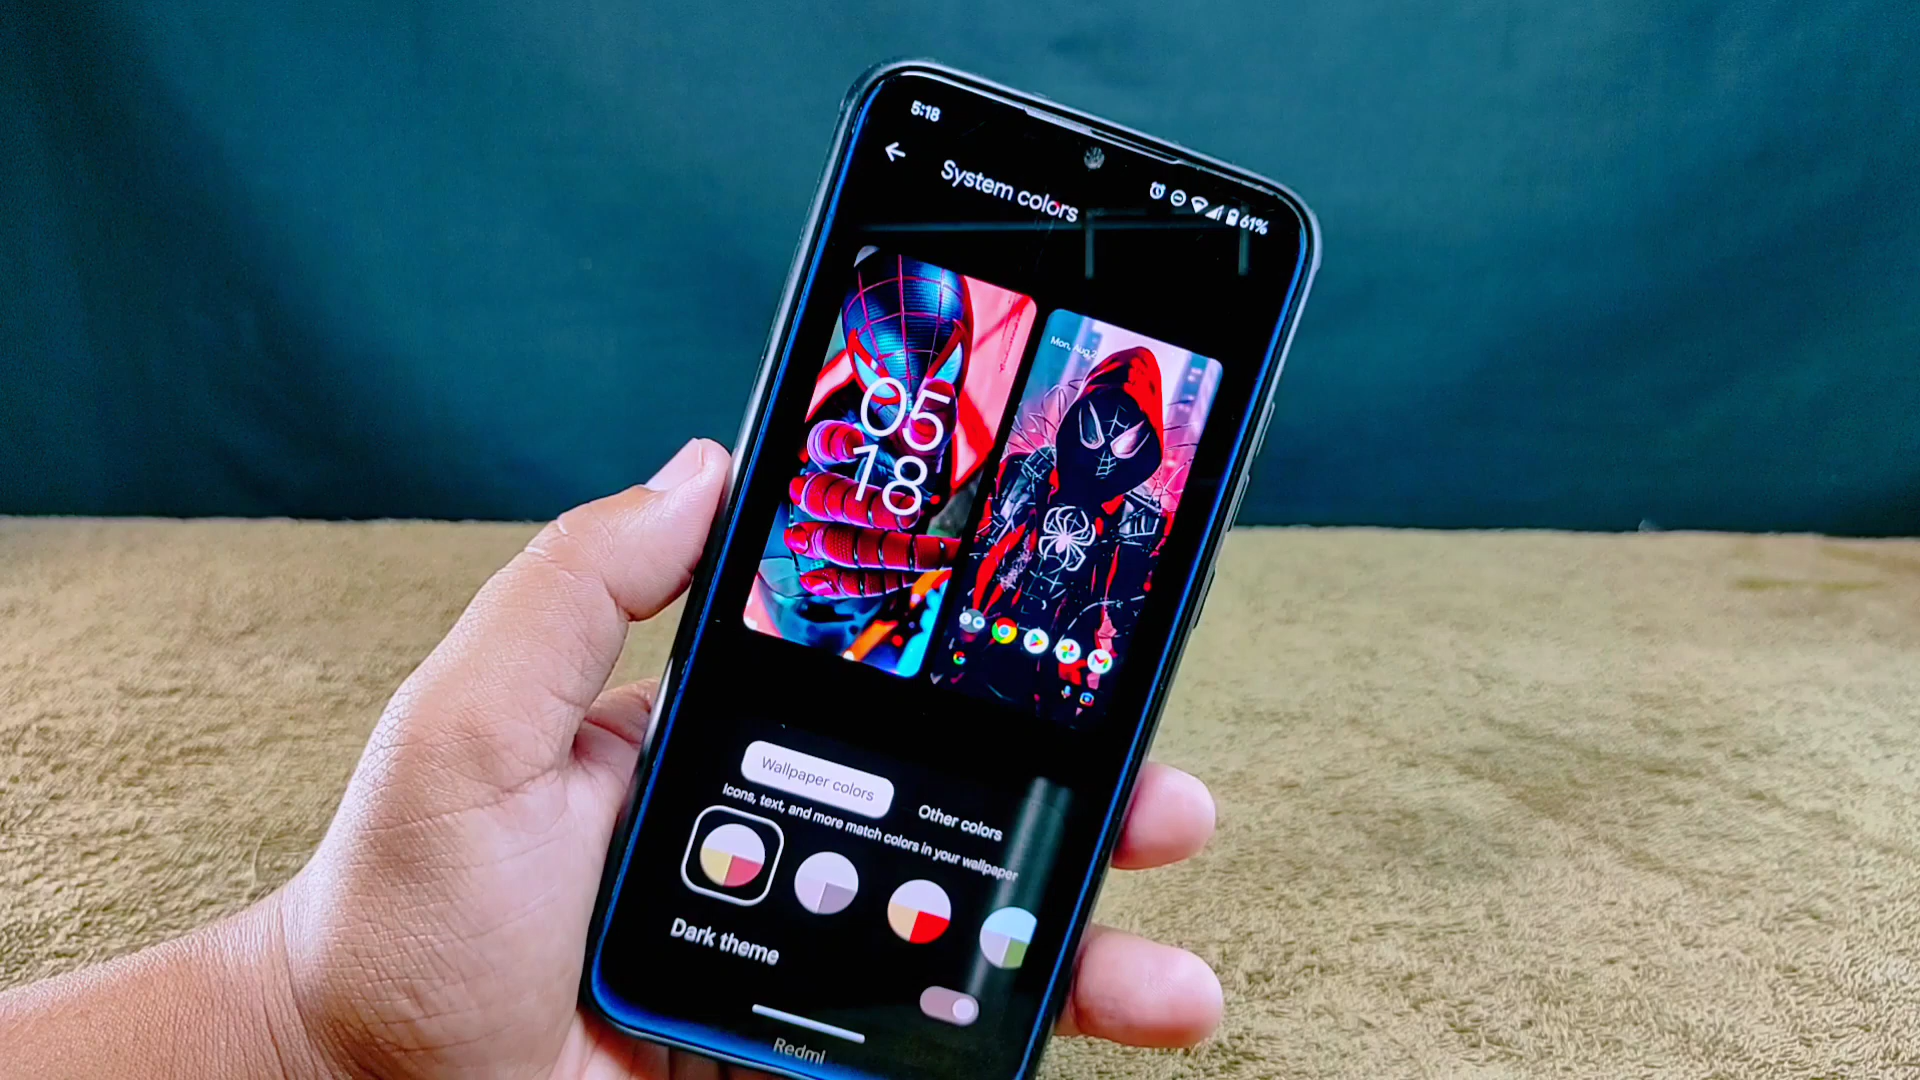 5:18
61%
System colors
05
18
Mon, Aug 2
Wallpaper colors
Other colors
Icons, text, and more match colors in your wallpaper
Dark theme
Redmi